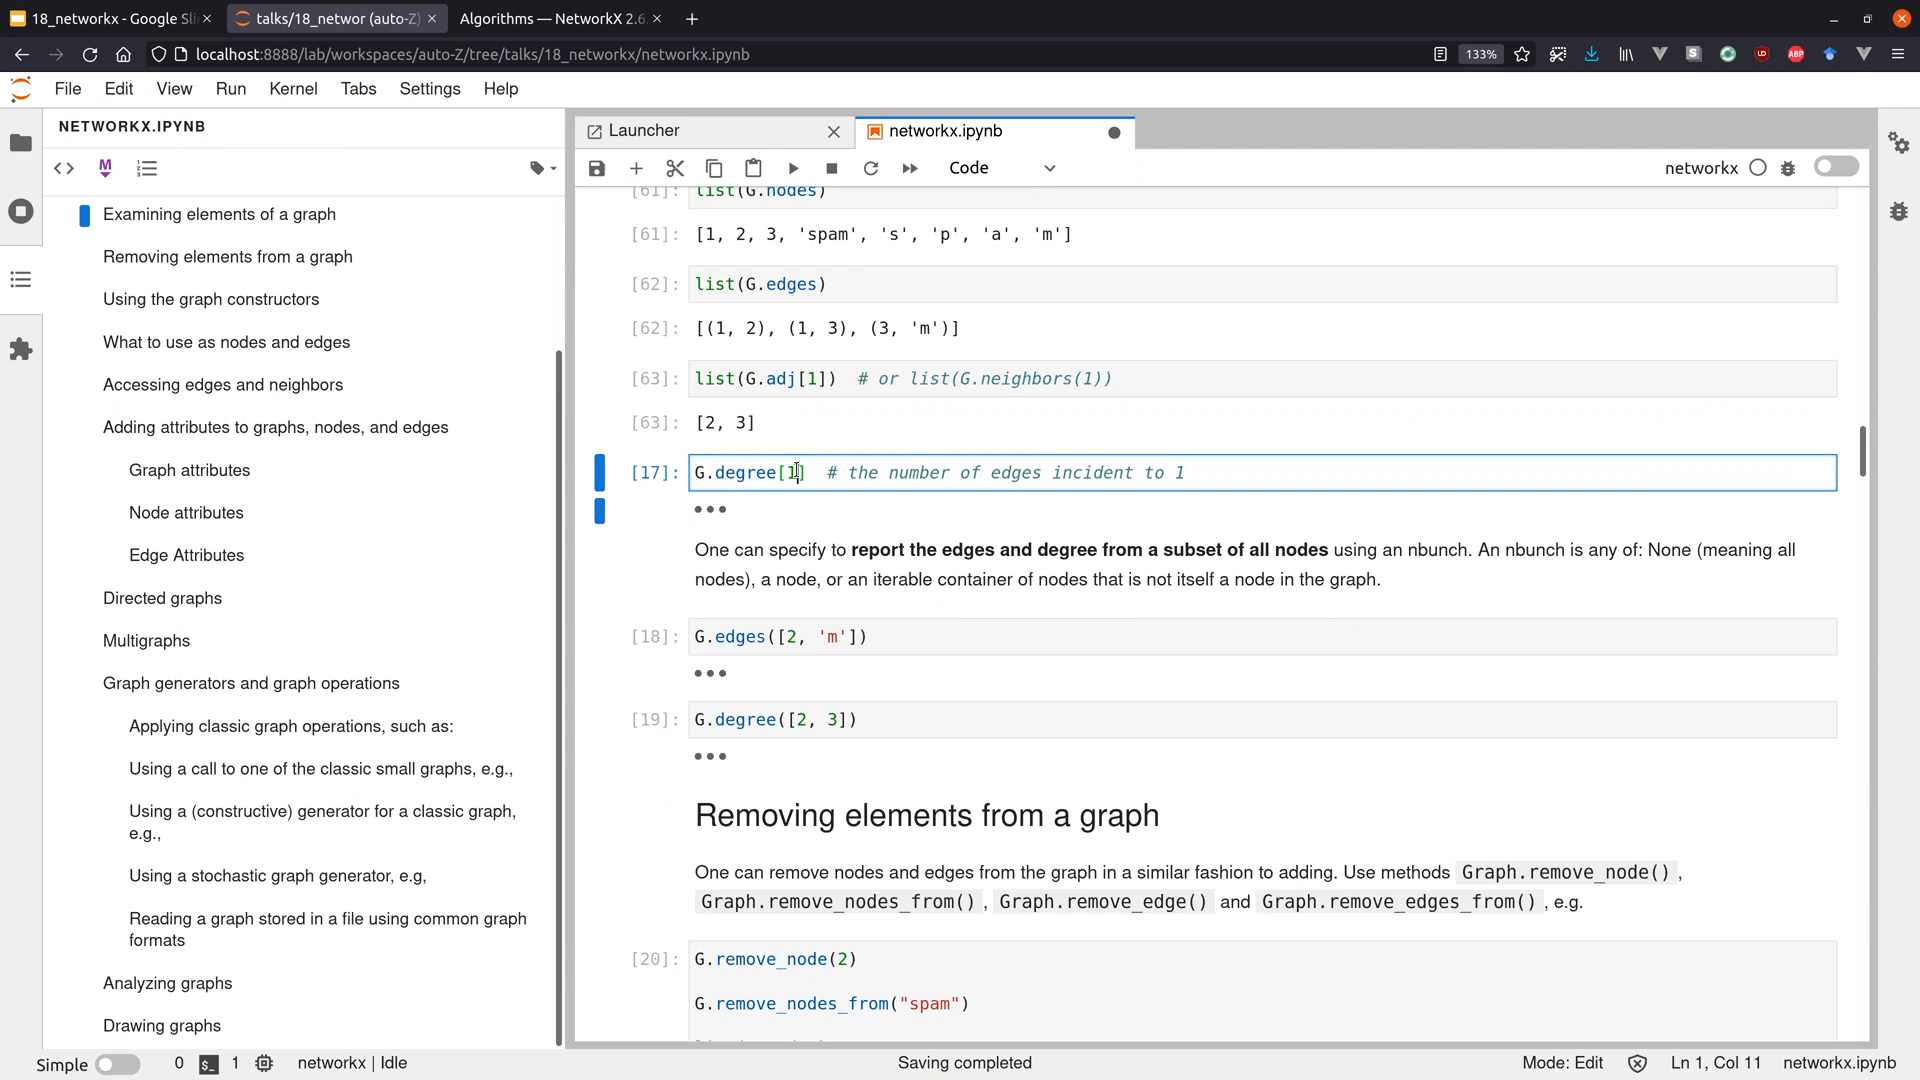 18_networkx - Google Sli
talks/18_networ (auto-Z)
Algorithms — NetworkX 2.6.
localhost:8888/lab/workspaces/auto-Z/tree/talks/18_networkx/networkx.ipynb
133%
File Edit View Run Kernel Tabs Settings Help
NETWORKX.IPYNB
Examining elements of a graph
Removing elements from a graph
Using the graph constructors
What to use as nodes and edges
Accessing edges and neighbors
Adding attributes to graphs, nodes, and edges
Graph attributes
Node attributes
Edge Attributes
Directed graphs
Multigraphs
Graph generators and graph operations
Applying classic graph operations, such as:
Using a call to one of the classic small graphs, e.g.,
Using a (constructive) generator for a classic graph,
e.g.,
Using a stochastic graph generator, e.g,
Reading a graph stored in a file using common graph
formats
Analyzing graphs
Drawing graphs
Launcher
networkx.ipynb
Code
networkx
[61]: list(G.nodes)
[61]: [1, 2, 3, 'spam', 's', 'p', 'a', 'm']
[62]: list(G.edges)
[62]: [(1, 2), (1, 3), (3, 'm')]
[63]: list(G.adj[1])  # or list(G.neighbors(1))
[63]: [2, 3]
[17]: G.degree[1]  # the number of edges incident to 1
One can specify to report the edges and degree from a subset of all nodes using an nbunch. An nbunch is any of: None (meaning all
nodes), a node, or an iterable container of nodes that is not itself a node in the graph.
[18]: G.edges([2, 'm'])
[19]: G.degree([2, 3])
Removing elements from a graph
One can remove nodes and edges from the graph in a similar fashion to adding. Use methods Graph.remove_node() ,
Graph.remove_nodes_from() , Graph.remove_edge() and Graph.remove_edges_from() , e.g.
[20]: G.remove_node(2)
G.remove_nodes_from("spam")
Simple 0 1 networkx | Idle Saving completed Mode: Edit Ln 1, Col 11 networkx.ipynb